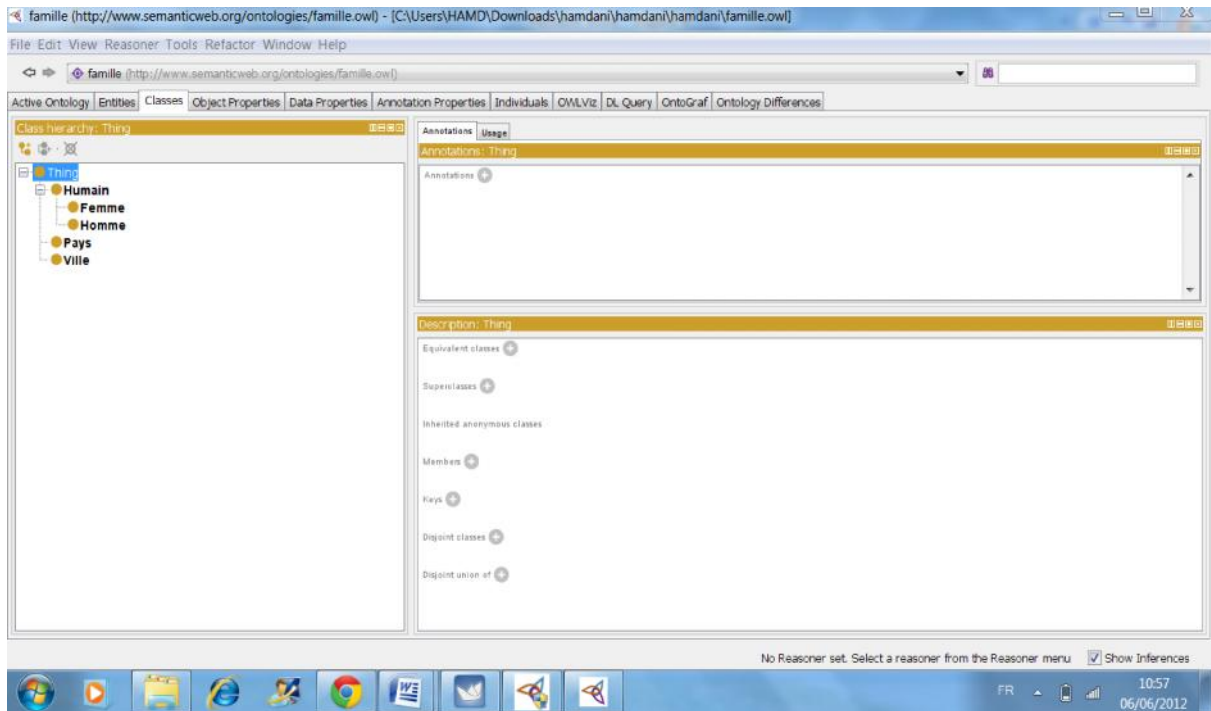 famille (http://www.semanticweb.org/ontologies/famille.owl) - [C:\Users\HAMD\Downloads\hamdani\hamdani\hamdani\famille.owl]
File Edit View Reasoner Tools Refactor Window Help
famille (http://www.semanticweb.org/ontologies/famille.owl)
Active Ontology Entities Classes Object Properties Data Properties Annotation Properties Individuals OWLViz DL Query OntoGraf Ontology Differences
Class hierarchy: Thing
Thing
Humain
Femme
Homme
Pays
Ville
Annotations Usage
Annotations: Thing
Annotations
Description: Thing
Equivalent classes
Superclasses
Inherited anonymous classes
Members
Keys
Disjoint classes
Disjoint union of
No Reasoner set. Select a reasoner from the Reasoner menu Show Inferences
FR 10:57
06/06/2012